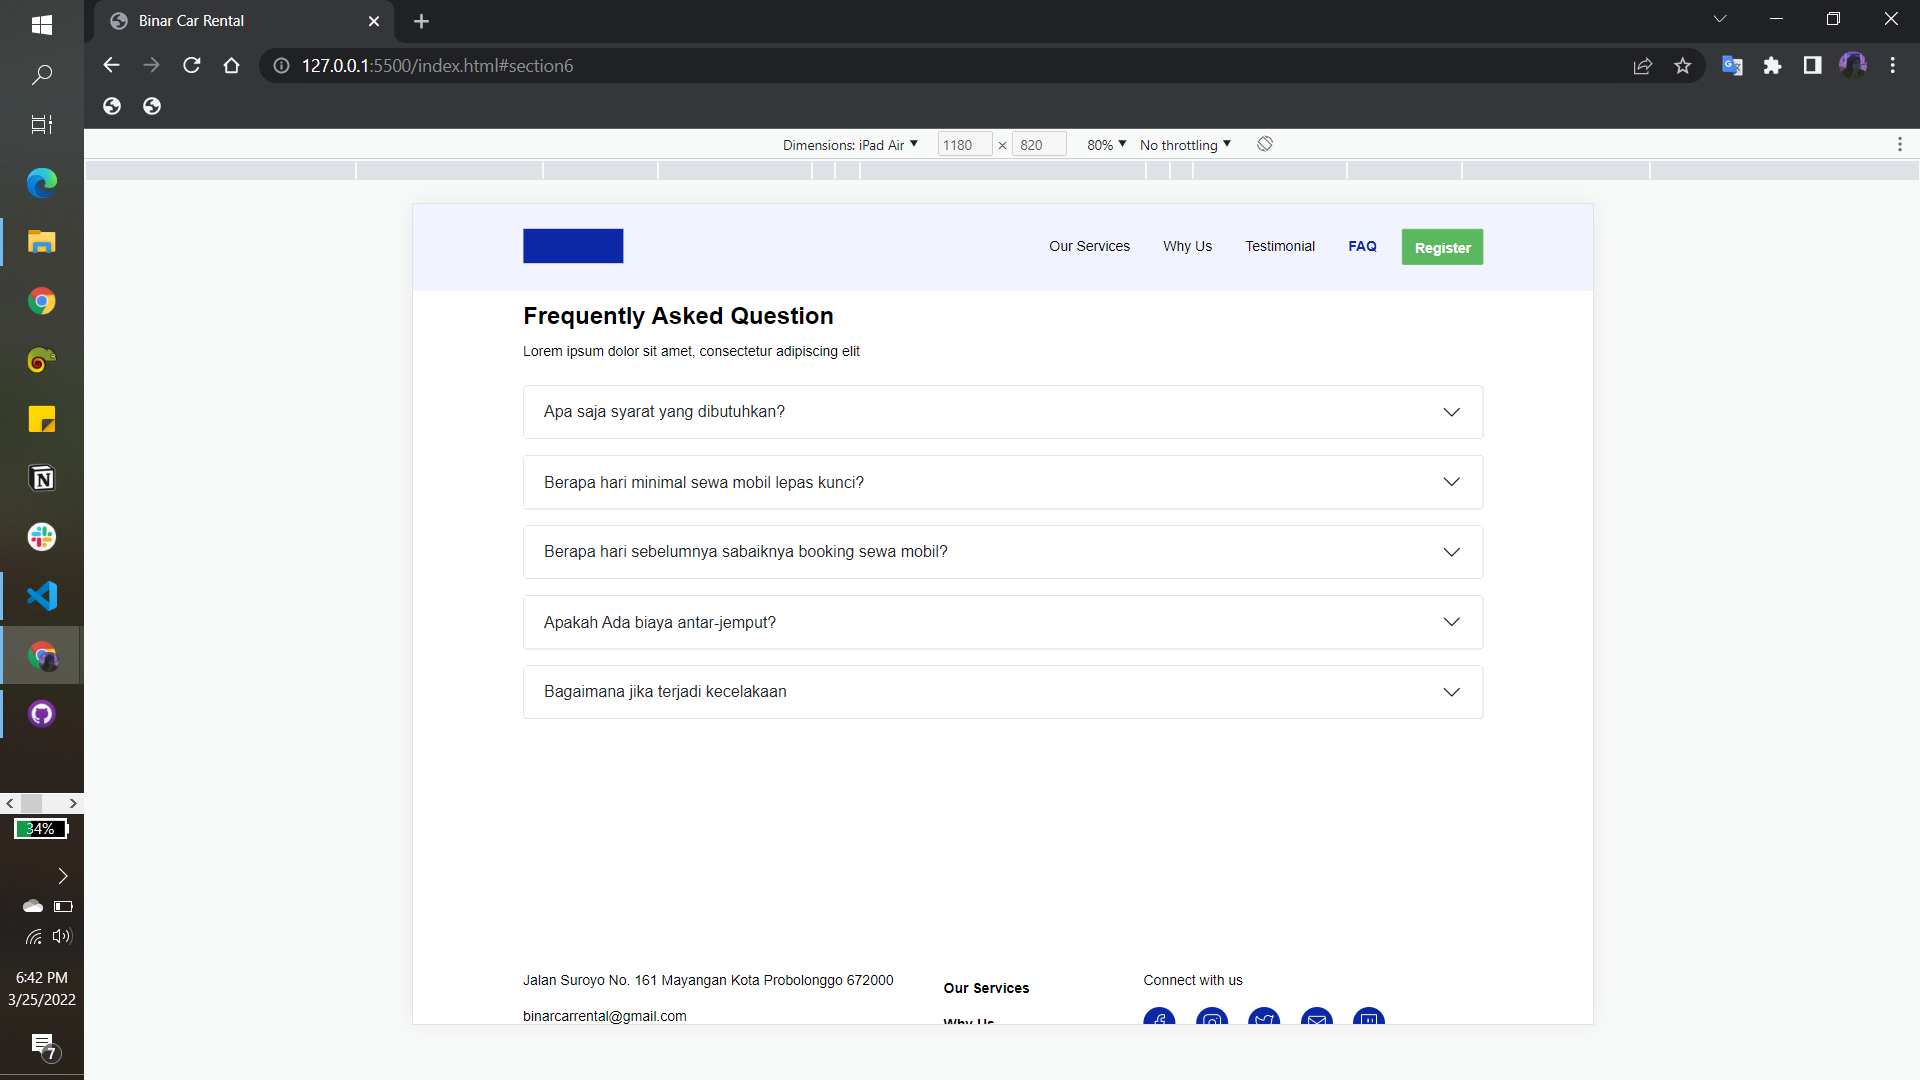 Binar Car Rental
127.0.0.1:5500/index.html#section6
Dimensions: iPad Air ▼ 1180 × 820 80% ▼ No throttling ▼
Our Services Why Us Testimonial FAQ Register
Frequently Asked Question
Lorem ipsum dolor sit amet, consectetur adipiscing elit
Apa saja syarat yang dibutuhkan?
Berapa hari minimal sewa mobil lepas kunci?
Berapa hari sebelumnya sabaiknya booking sewa mobil?
Apakah Ada biaya antar-jemput?
Bagaimana jika terjadi kecelakaan
Jalan Suroyo No. 161 Mayangan Kota Probolonggo 672000
binarcarrental@gmail.com
Our Services
Why Us
Connect with us
34%
6:42 PM
3/25/2022
7